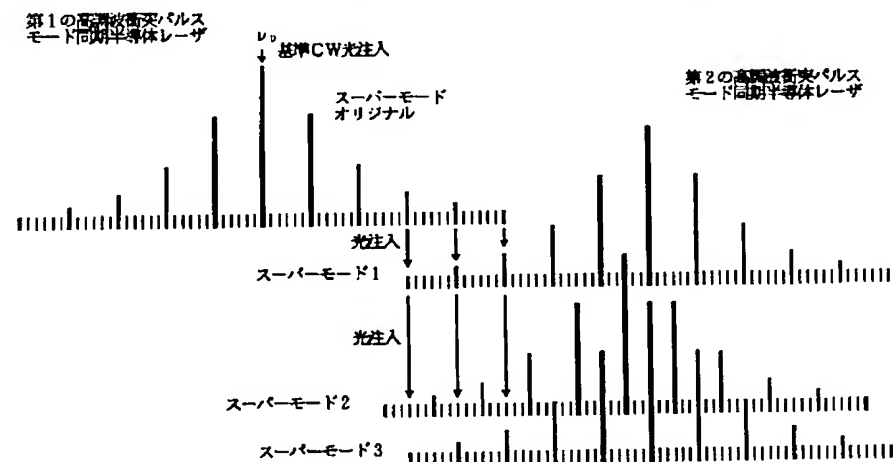 第1の高調波衝突パルス
モード同期半導体レーザ
ν₀
基準CW光注入
スーパーモード
オリジナル
第2の高調波衝突パルス
モード同期半導体レーザ
光注入
スーパーモード1
光注入
スーパーモード2
スーパーモード3